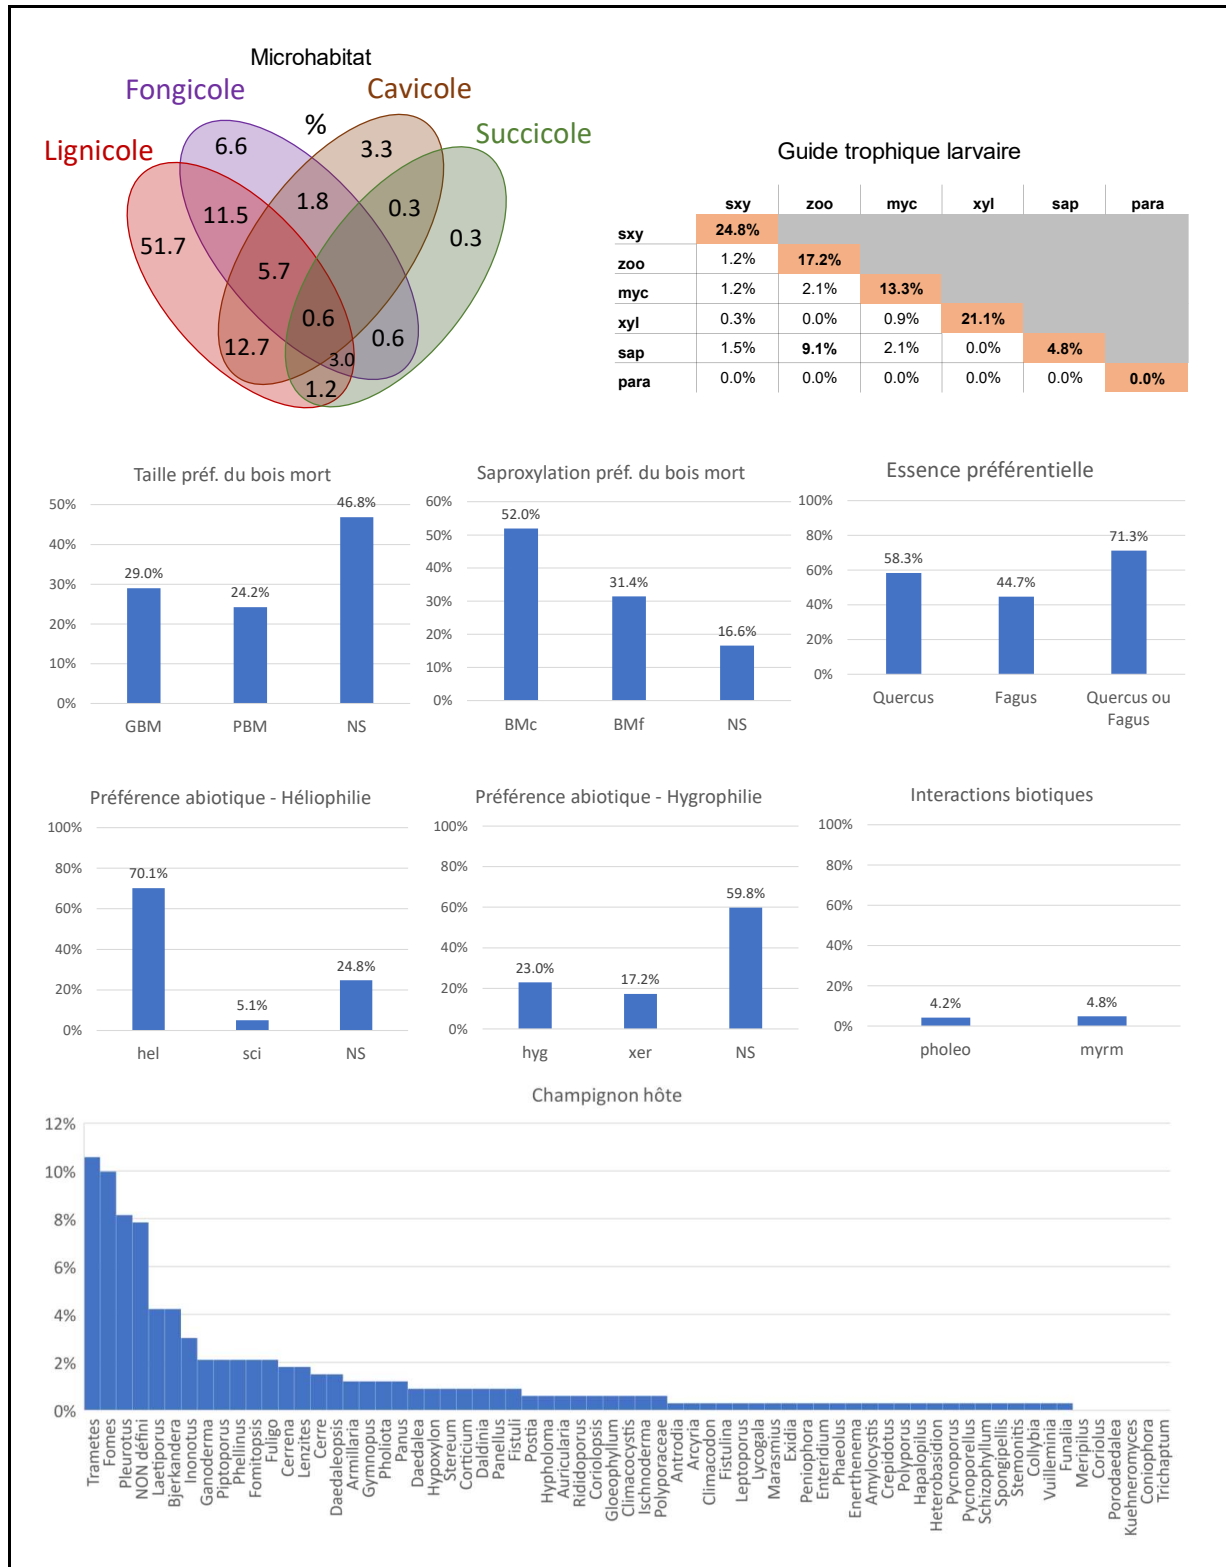 Microhabitat
Fongicole
Cavicole
%
Succicole
Lignicole
6.6
3.3
1.8
0.3
11.5
51.7
0.3
5.7
0.6
12.7
3.0
0.6
1.2
Guide trophique larvaire
sxy zoo myc xyl sap para
sxy 24.8%
zoo 1.2% 17.2%
myc 1.2% 2.1% 13.3%
xyl 0.3% 0.0% 0.9% 21.1%
sap 1.5% 9.1% 2.1% 0.0% 4.8%
para 0.0% 0.0% 0.0% 0.0% 0.0% 0.0%
Taille préf. du bois mort
50%
40%
30%
20%
10%
0%
29.0%
24.2%
46.8%
GBM PBM NS
Saproxylation préf. du bois mort
60%
50%
40%
30%
20%
10%
0%
52.0%
31.4%
16.6%
BMc BMf NS
Essence préférentielle
100%
80%
60%
40%
20%
0%
58.3%
44.7%
71.3%
Quercus Fagus Quercus ou
Fagus
Préférence abiotique - Héliophilie
100%
80%
60%
40%
20%
0%
70.1%
5.1%
24.8%
hel sci NS
Préférence abiotique - Hygrophilie
100%
80%
60%
40%
20%
0%
23.0%
17.2%
59.8%
hyg xer NS
Interactions biotiques
100%
80%
60%
40%
20%
0%
4.2%
4.8%
pholeo myrm
Champignon hôte
12%
10%
8%
6%
4%
2%
0%
Trametes
Fomes
Pleurotus
NON défini
Laetiporus
Bjerkandera
Inonotus
Ganoderma
Piptoporus
Phellinus
Fomitopsis
Fuligo
Cerrena
Lenzites
Cerre
Daedaleopsis
Armillaria
Gymnopus
Pholiota
Panus
Daedalea
Hypoxylon
Stereum
Corticium
Daldinia
Panellus
Fistuli
Postia
Hypholoma
Auricularia
Rididoporus
Coriolopsis
Gloeophyllum
Climacocystis
Ischnoderma
Polyporaceae
Antrodia
Arcyria
Climacodon
Fistulina
Leptoporus
Lycogala
Marasmius
Exidia
Peniophora
Enteridium
Phaeolus
Enerthenema
Amylocystis
Crepidotus
Polyporus
Hapalopilus
Heterobasidion
Pycnoporus
Pycnoporellus
Schizophyllum
Spongipellis
Stemonitis
Collybia
Vuilleminia
Funalia
Meripilus
Coriolus
Porodaedalea
Kuehneromyces
Coniophora
Trichaptum